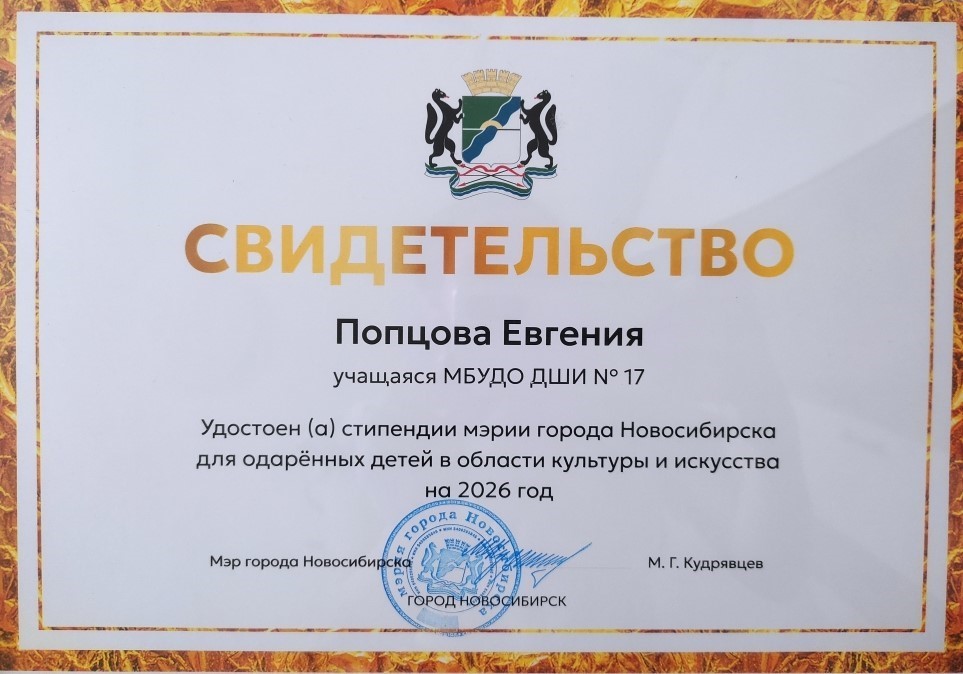 СВИДЕТЕЛЬСТВО
Попцова Евгения
учащаяся МБУДО ДШИ № 17
Удостоен (а) стипендии мэрии города Новосибирска
для одарённых детей в области культуры и искусства
на 2026 год
мэрия города Новосибирска
Мэр города Новосибирска
М. Г. Кудрявцев
ГОРОД НОВОСИБИРСК